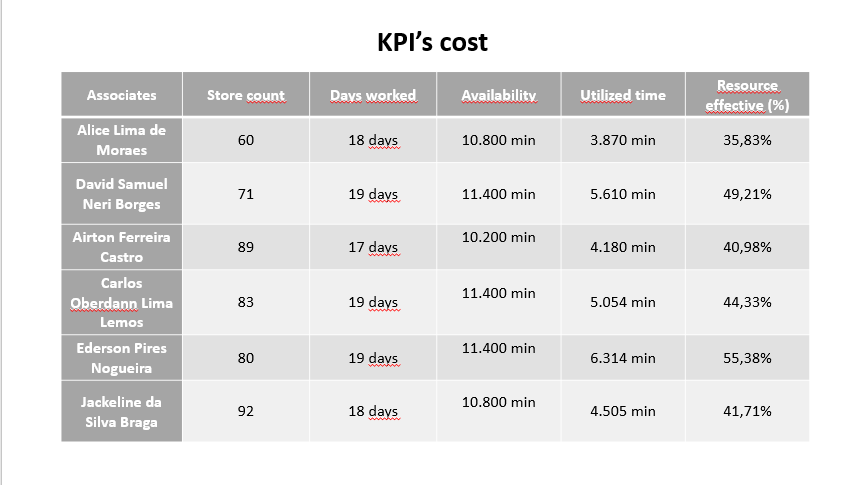 KPI's cost
Associates Store count Days worked Availability Utilized time Resource effective (%)
Alice Lima de Moraes 60 18 days 10.800 min 3.870 min 35,83%
David Samuel Neri Borges 71 19 days 11.400 min 5.610 min 49,21%
Airton Ferreira Castro 89 17 days 10.200 min 4.180 min 40,98%
Carlos Oberdann Lima Lemos 83 19 days 11.400 min 5.054 min 44,33%
Ederson Pires Nogueira 80 19 days 11.400 min 6.314 min 55,38%
Jackeline da Silva Braga 92 18 days 10.800 min 4.505 min 41,71%